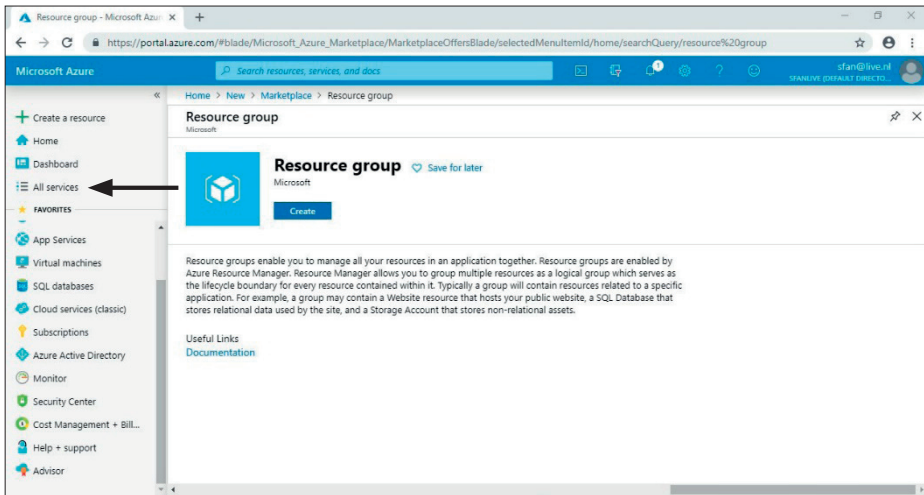 Resource group - Microsoft Azur
https://portal.azure.com/#blade/Microsoft_Azure_Marketplace/MarketplaceOffersBlade/selectedMenuItemId/home/searchQuery/resource%20group
Microsoft Azure
Search resources, services, and docs
1
sfan@live.nl
SFANLIVE (DEFAULT DIRECTO...
Home > New > Marketplace > Resource group
Create a resource
Home
Dashboard
All services
FAVORITES
App Services
Virtual machines
SQL databases
Cloud services (classic)
Subscriptions
Azure Active Directory
Monitor
Security Center
Cost Management + Bill...
Help + support
Advisor
Resource group
Microsoft
Resource group Save for later
Microsoft
Create
Resource groups enable you to manage all your resources in an application together. Resource groups are enabled by
Azure Resource Manager. Resource Manager allows you to group multiple resources as a logical group which serves as
the lifecycle boundary for every resource contained within it. Typically a group will contain resources related to a specific
application. For example, a group may contain a Website resource that hosts your public website, a SQL Database that
stores relational data used by the site, and a Storage Account that stores non-relational assets.
Useful Links
Documentation